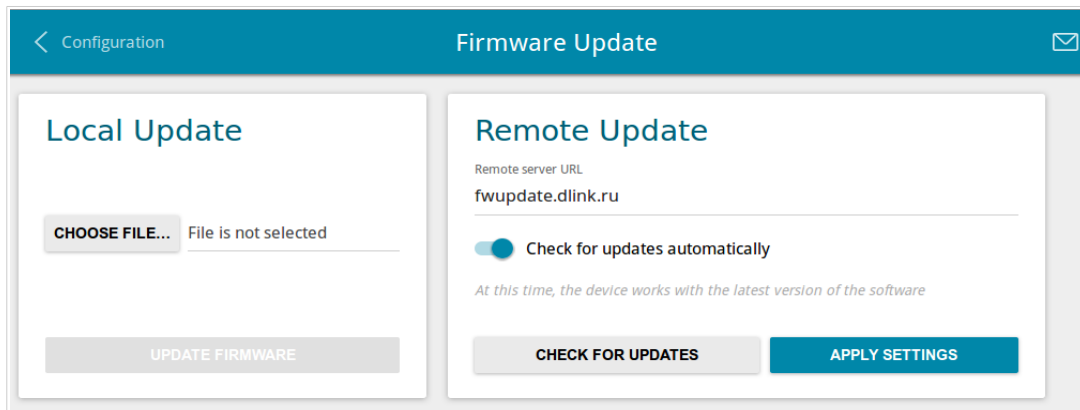 Configuration
Firmware Update
Local Update
CHOOSE FILE... File is not selected
UPDATE FIRMWARE
Remote Update
Remote server URL
fwupdate.dlink.ru
Check for updates automatically
At this time, the device works with the latest version of the software
CHECK FOR UPDATES
APPLY SETTINGS